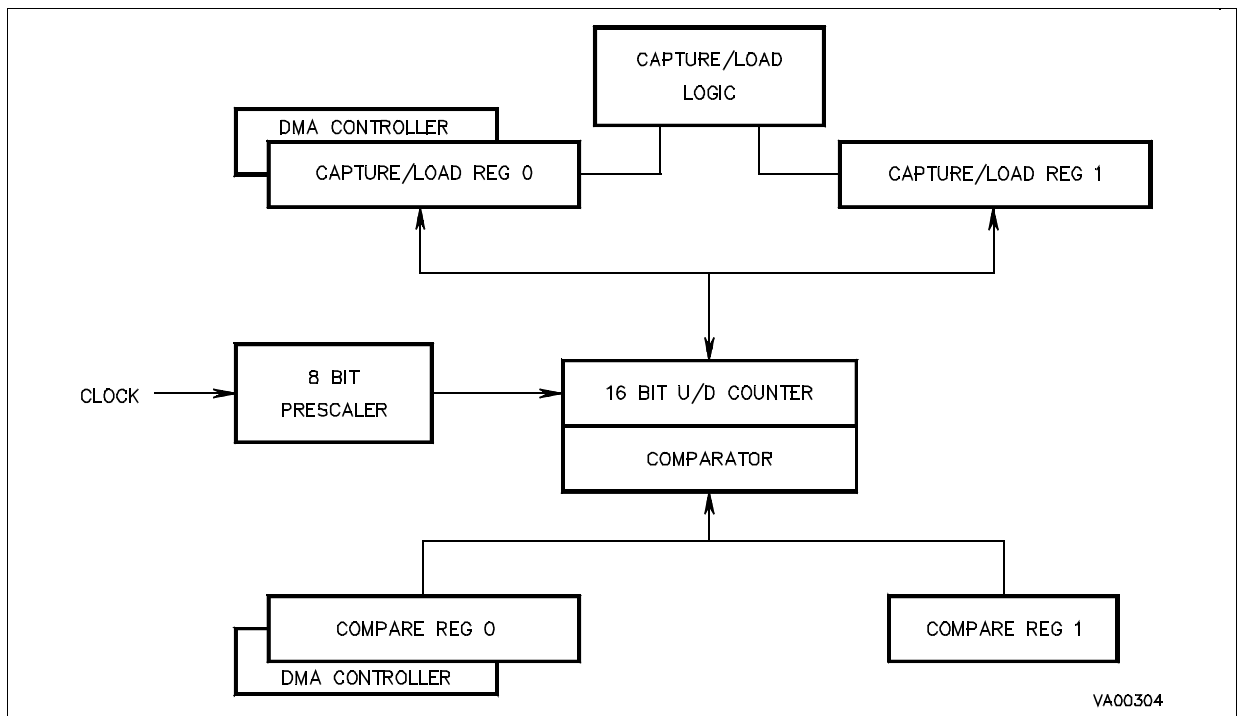 CAPTURE/LOAD
LOGIC
DMA CONTROLLER
CAPTURE/LOAD REG 0
CAPTURE/LOAD REG 1
CLOCK
8 BIT
PRESCALER
16 BIT U/D COUNTER
COMPARATOR
COMPARE REG 0
COMPARE REG 1
DMA CONTROLLER
VA00304